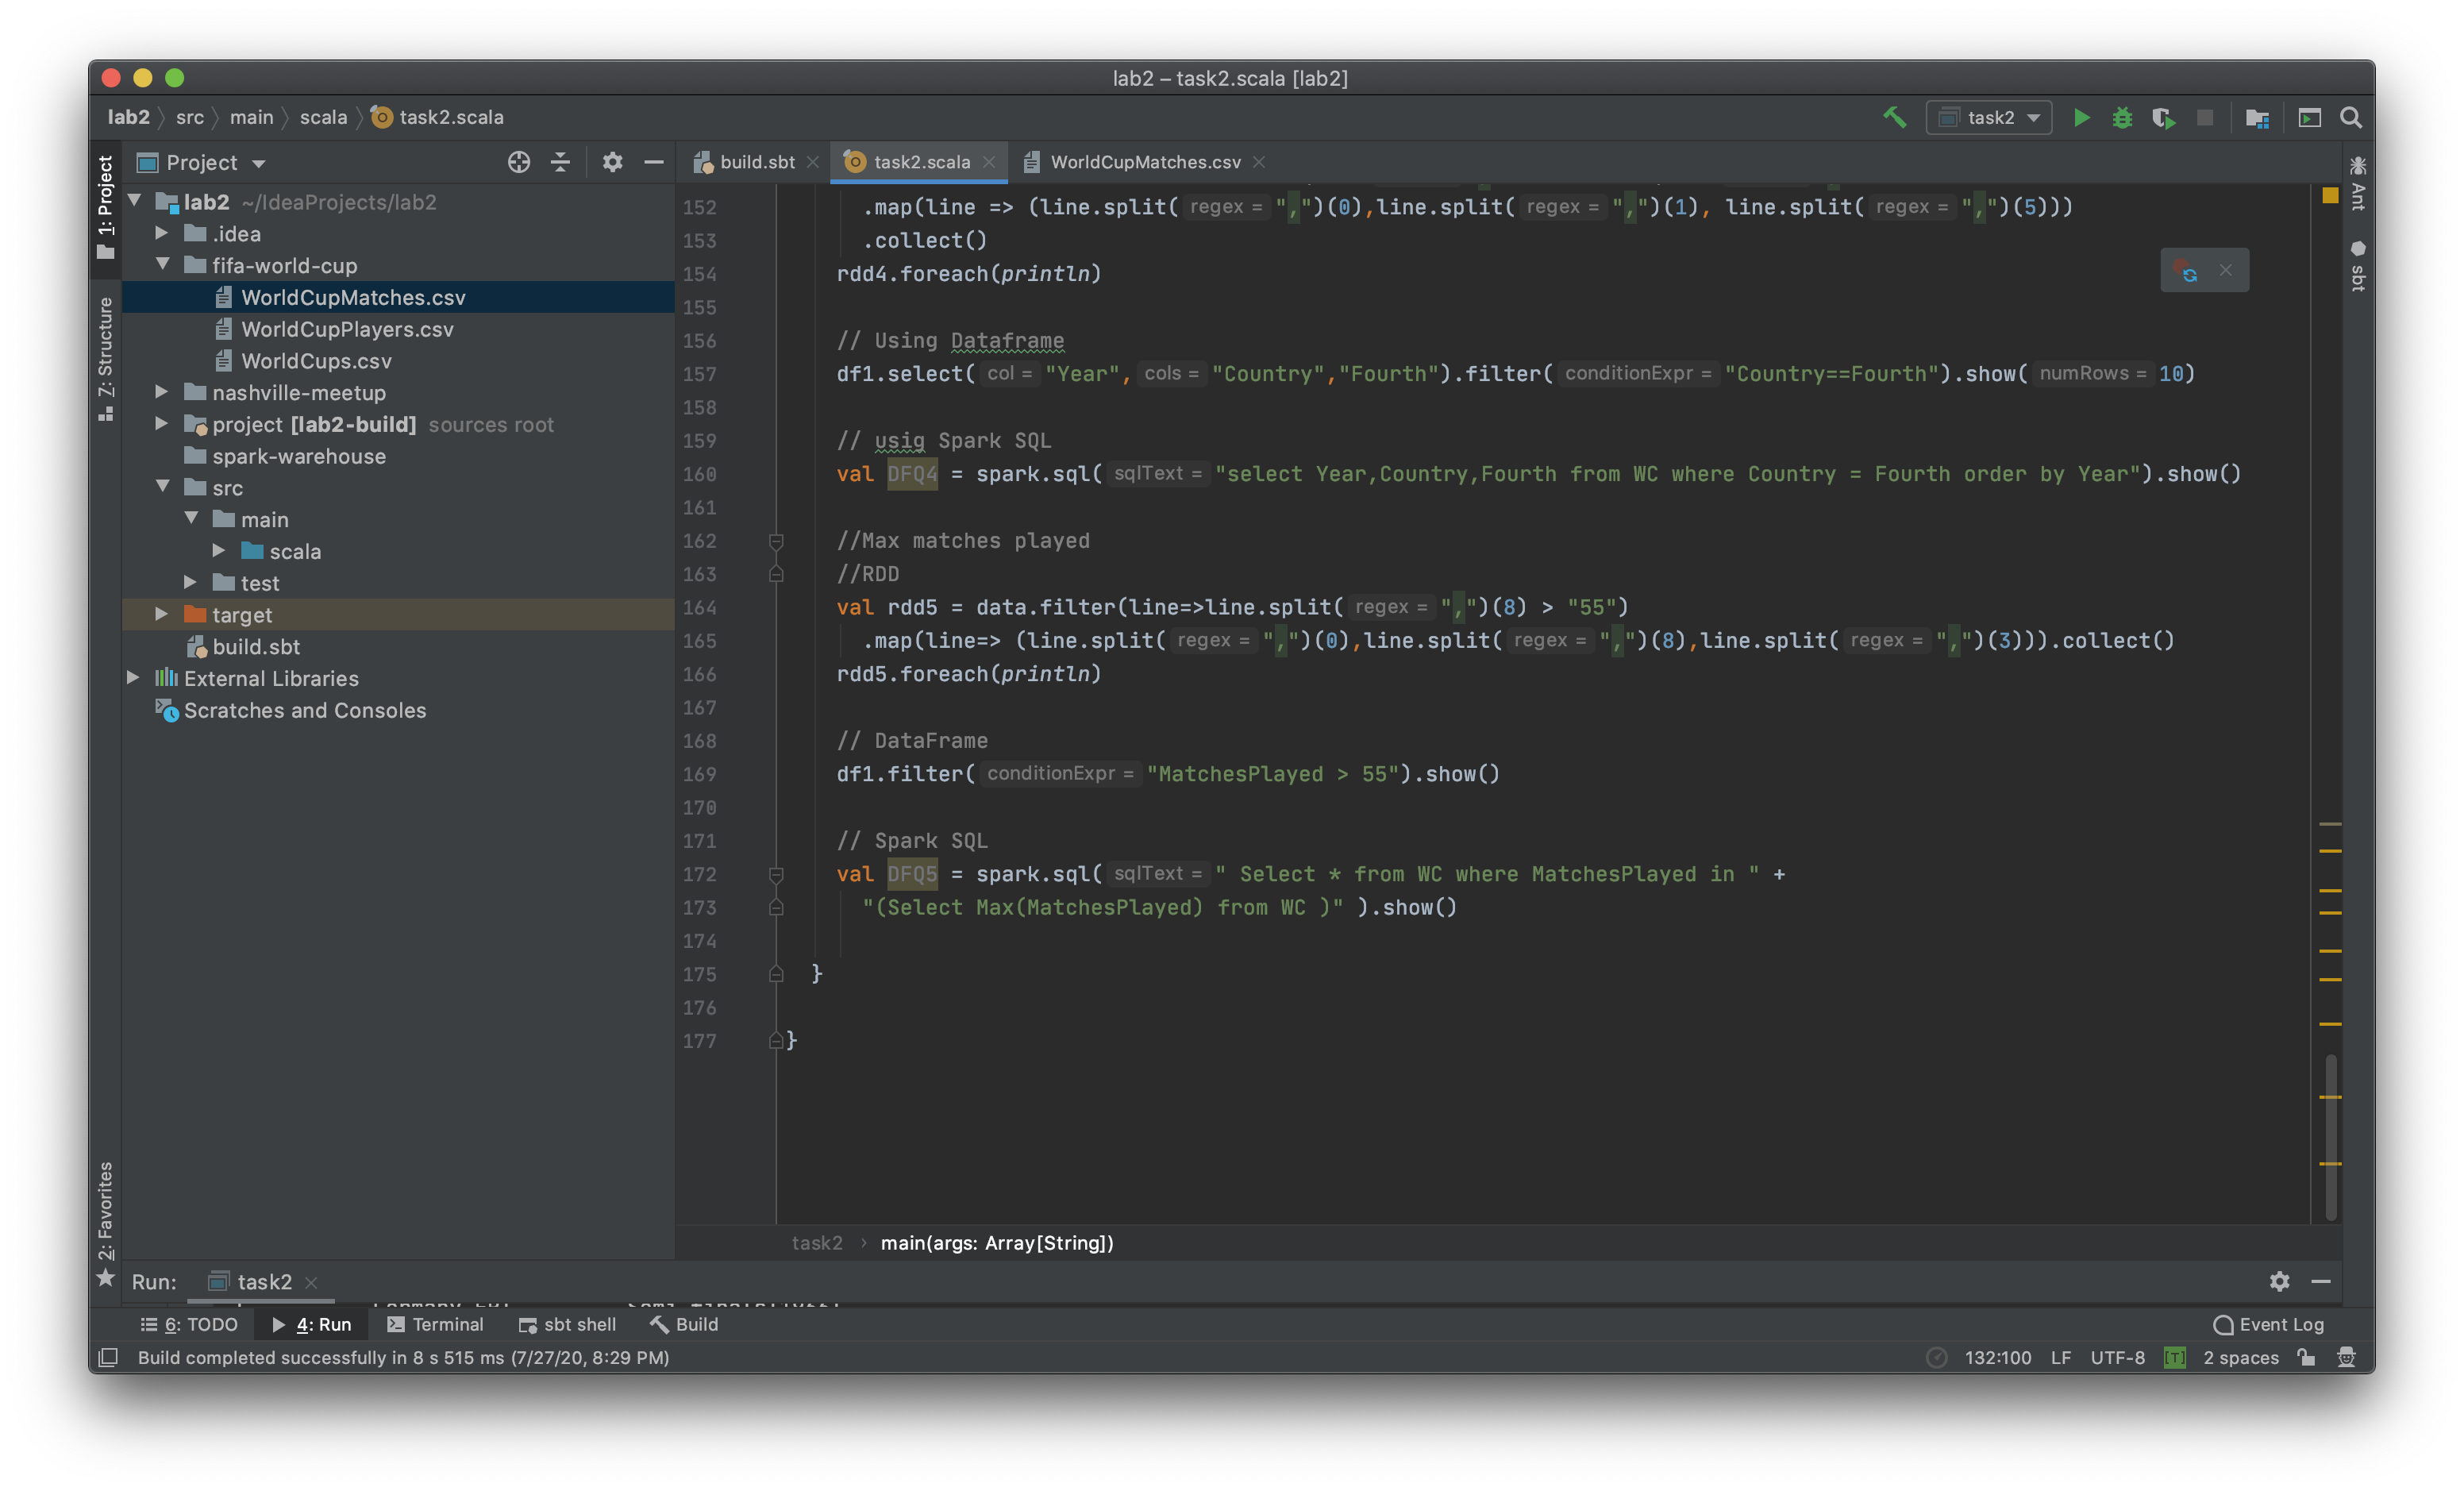 lab2 – task2.scala [lab2]
lab2 src main scala task2.scala
task2
1: Project
Project
build.sbt
task2.scala
WorldCupMatches.csv
Ant
sbt
lab2 ~/IdeaProjects/lab2
.idea
fifa-world-cup
WorldCupMatches.csv
WorldCupPlayers.csv
WorldCups.csv
nashville-meetup
project [lab2-build] sources root
spark-warehouse
src
main
scala
test
target
build.sbt
External Libraries
Scratches and Consoles
7: Structure
2: Favorites
152 .map(line => (line.split( regex = ",")(0),line.split( regex = ",")(1), line.split( regex = ",")(5)))
153 .collect()
154 rdd4.foreach(println)
155
156 // Using Dataframe
157 df1.select( col = "Year", cols = "Country","Fourth").filter( conditionExpr = "Country==Fourth").show( numRows = 10)
158
159 // usig Spark SQL
160 val DFQ4 = spark.sql( sqlText = "select Year,Country,Fourth from WC where Country = Fourth order by Year").show()
161
162 //Max matches played
163 //RDD
164 val rdd5 = data.filter(line=>line.split( regex = ",")(8) > "55")
165 .map(line=> (line.split( regex = ",")(0),line.split( regex = ",")(8),line.split( regex = ",")(3))).collect()
166 rdd5.foreach(println)
167
168 // DataFrame
169 df1.filter( conditionExpr = "MatchesPlayed > 55").show()
170
171 // Spark SQL
172 val DFQ5 = spark.sql( sqlText = " Select * from WC where MatchesPlayed in " +
173 "(Select Max(MatchesPlayed) from WC )" ).show()
174
175 }
176
177 }
task2 › main(args: Array[String])
Run: task2
6: TODO 4: Run Terminal sbt shell Build Event Log
Build completed successfully in 8 s 515 ms (7/27/20, 8:29 PM) 132:100 LF UTF-8 [T] 2 spaces